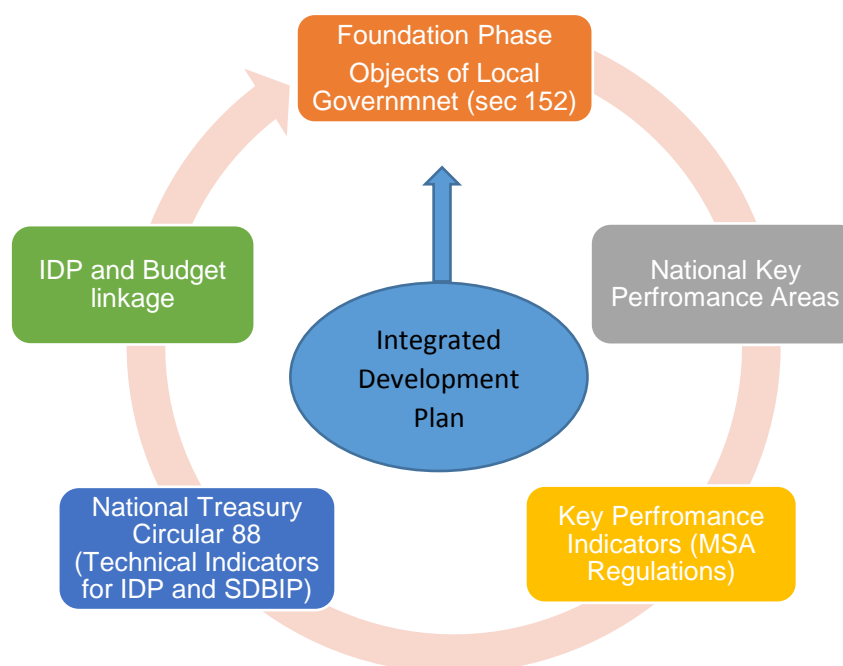 Foundation Phase
Objects of Local
Governmnet (sec 152)
National Key
Perfromance Areas
Key Perfromance
Indicators (MSA
Regulations)
National Treasury
Circular 88
(Technical Indicators
for IDP and SDBIP)
IDP and Budget
linkage
Integrated
Development
Plan